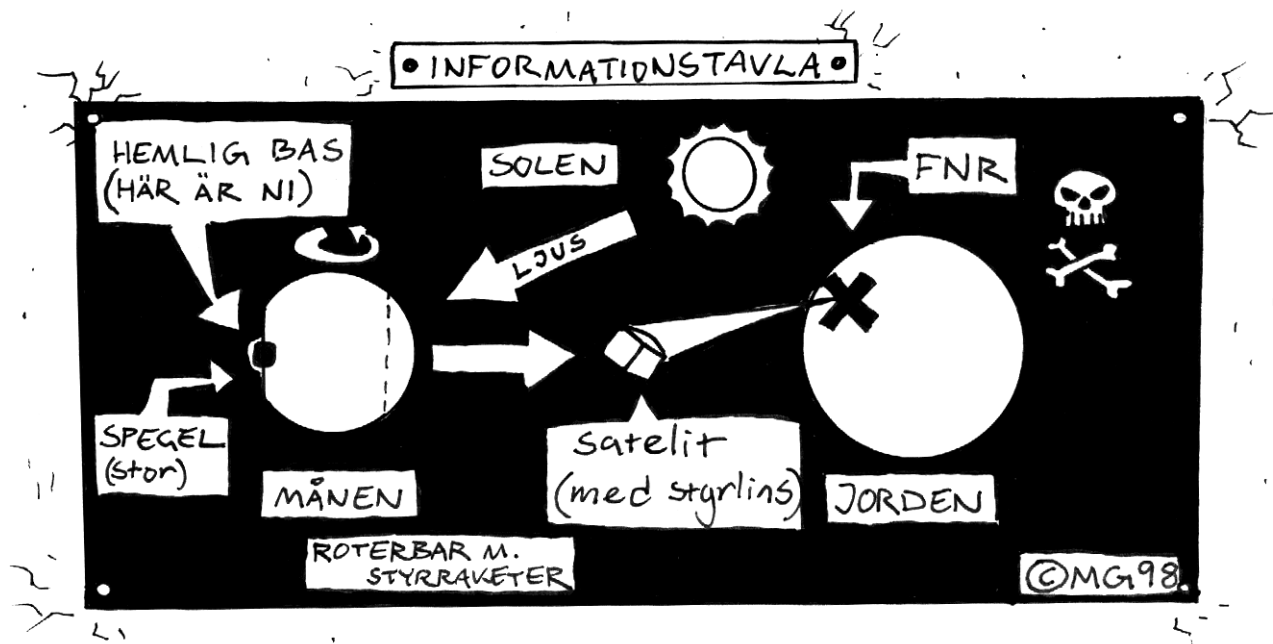 • INFORMATIONSTAVLA •
HEMLIG BAS
(HÄR ÄR NI)
SOLEN
FNR
LJUS
SPEGEL
(stor)
MÅNEN
satelit
(med styrlins)
JORDEN
ROTERBAR M.
STYRRAKETER
©MG98